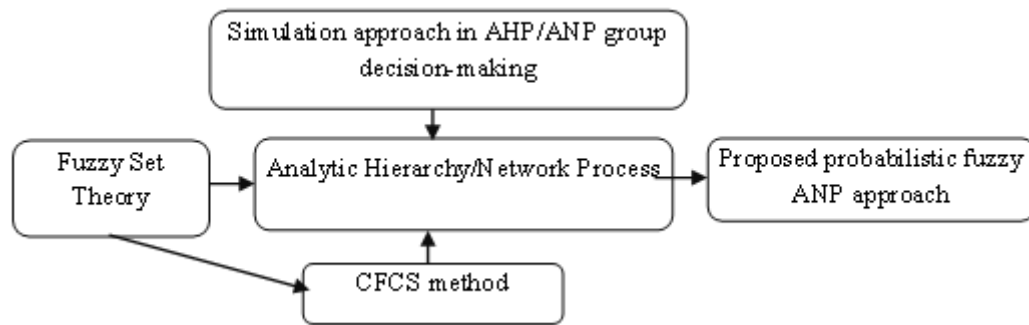 Simulation approach in AHP/ANP group
decision-making
Fuzzy Set
Theory
Analytic Hierarchy/Network Process
Proposed probabilistic fuzzy
ANP approach
CFCS method